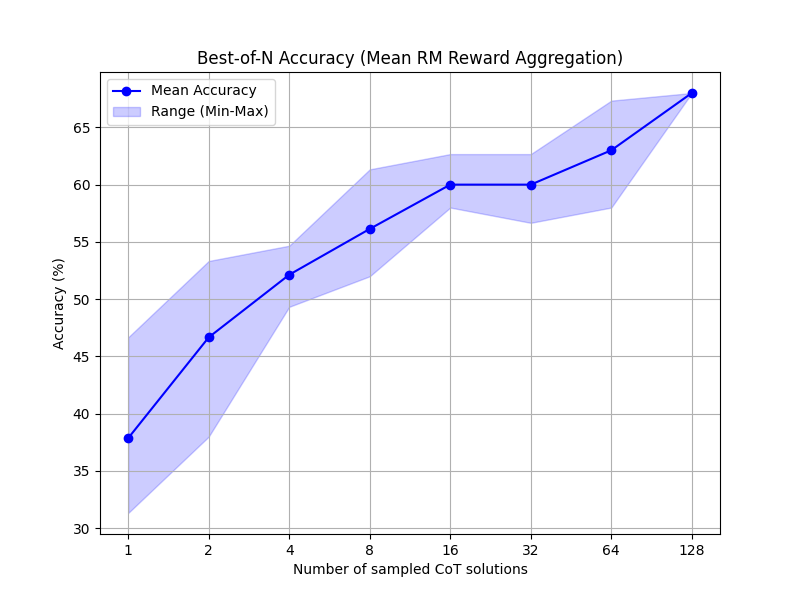 Best-of-N Accuracy (Mean RM Reward Aggregation)
Mean Accuracy
Range (Min-Max)
Accuracy (%)
65
60
55
50
45
40
35
30
1 2 4 8 16 32 64 128
Number of sampled CoT solutions